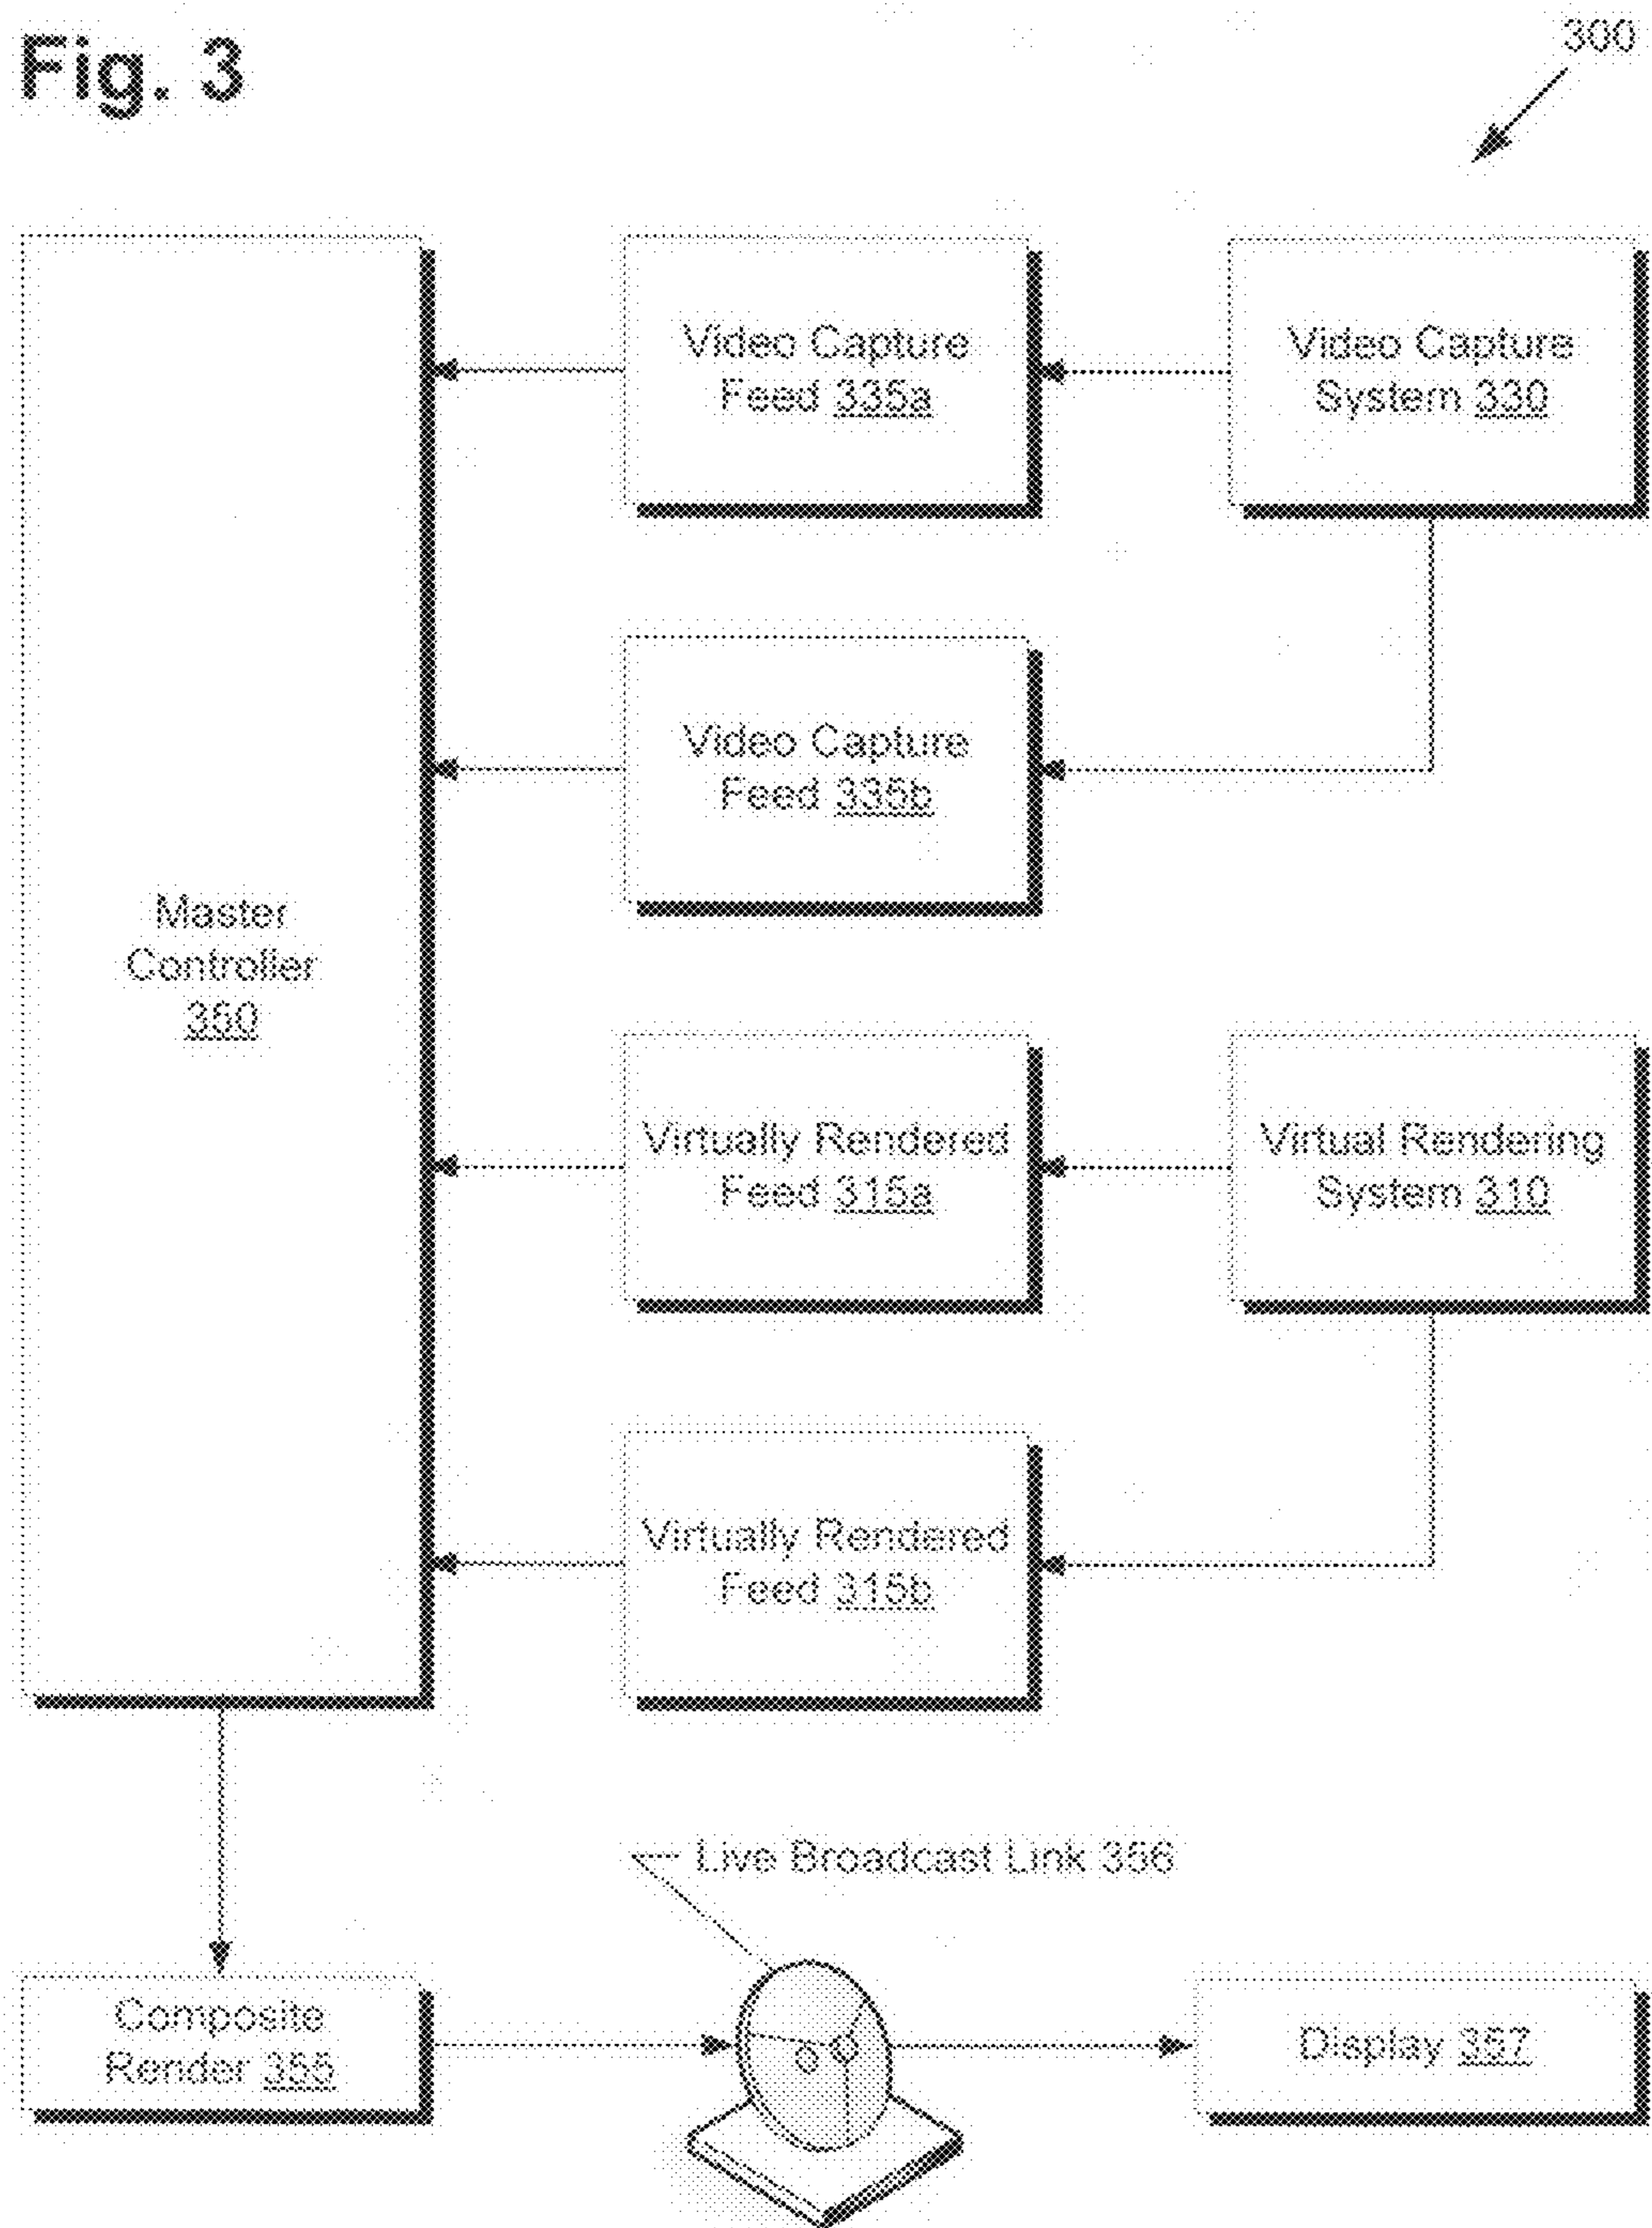 Fig. 3
300
Video Capture
Feed 335a
Video Capture
System 330
Video Capture
Feed 335b
Master
Controller
350
Virtually Rendered
Feed 315a
Virtual Rendering
System 310
Virtually Rendered
Feed 315b
Live Broadcast Link 356
Composite
Render 355
Display 357